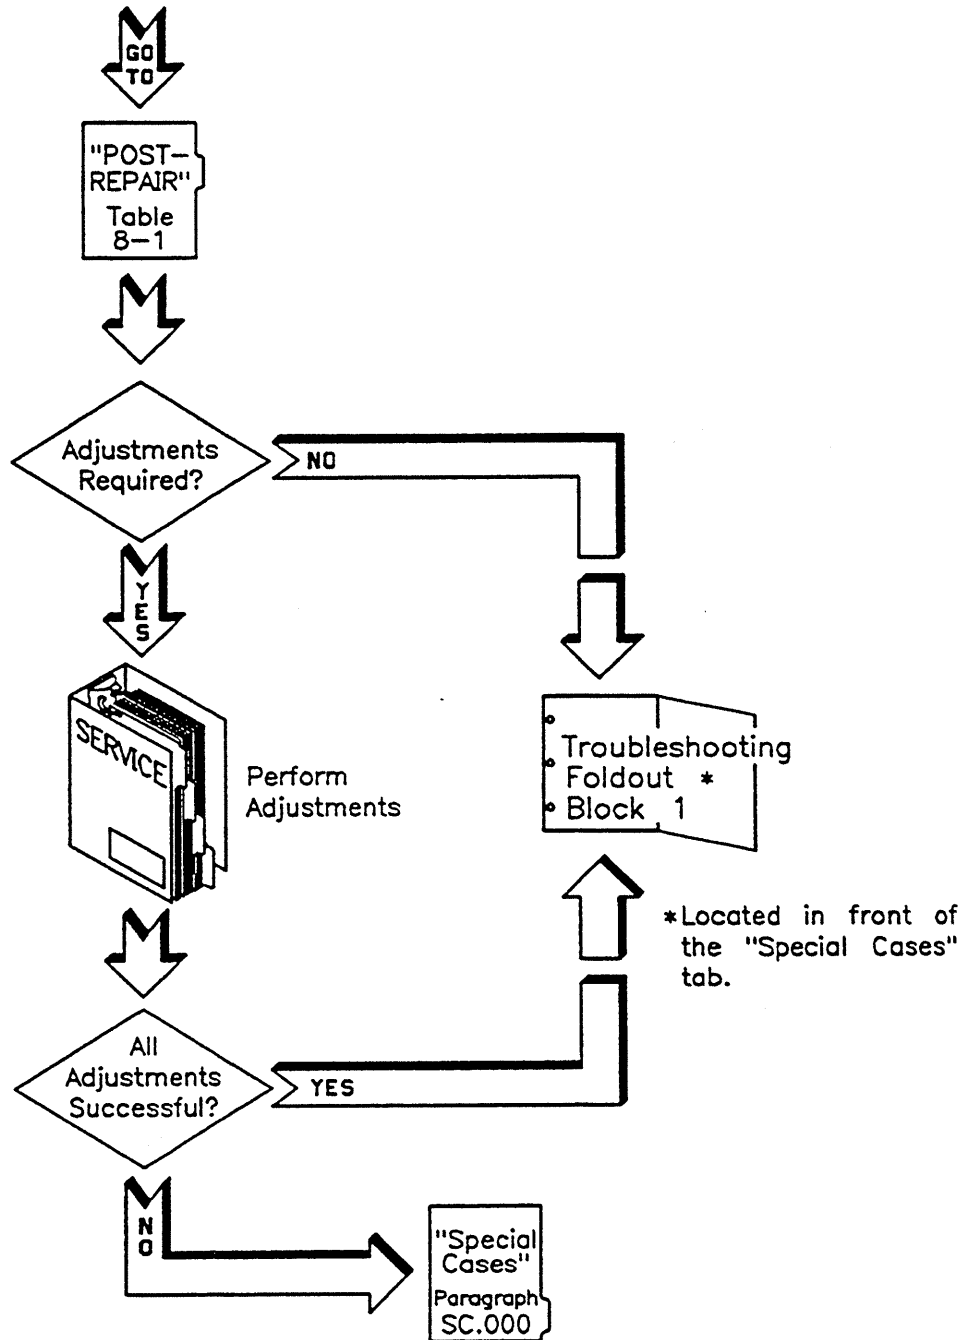 GO
TO
"POST-
REPAIR"
Table
8-1
Adjustments
Required?
NO
YES
SERVICE
Perform
Adjustments
Troubleshooting
Foldout *
Block 1
*Located in front of
the "Special Cases"
tab.
All
Adjustments
Successful?
YES
NO
"Special
Cases"
Paragraph
SC.000